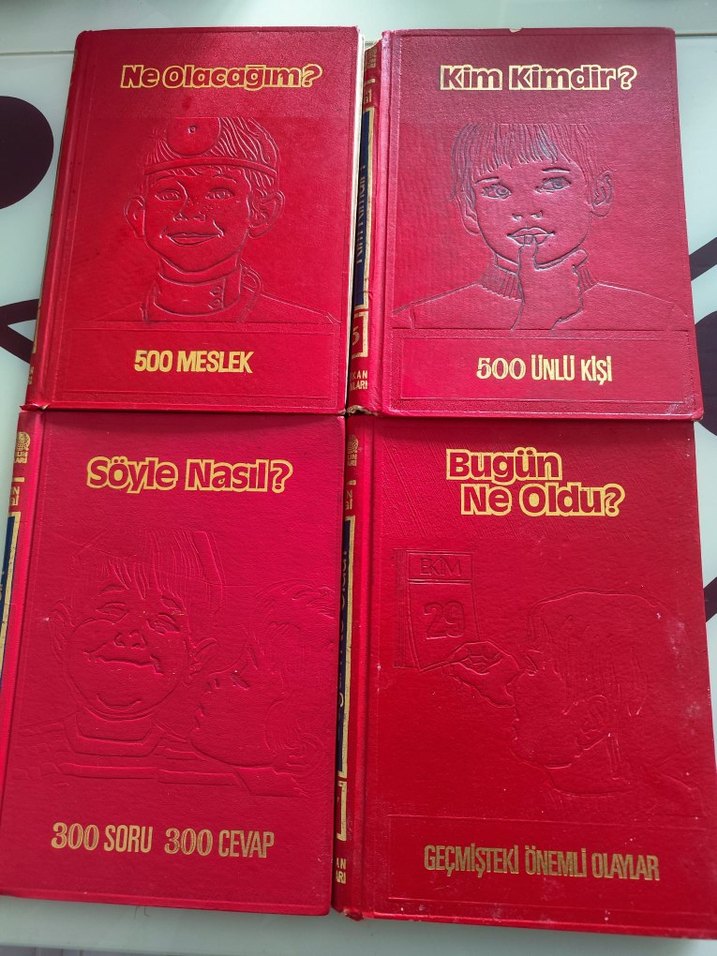 Ne Olacağım?
500 MESLEK
Kim Kimdir?
5
500 ÜNLÜ KİŞİ
Söyle Nasıl?
300 SORU 300 CEVAP
Bugün
Ne Oldu?
EKİM
29
GEÇMİŞTEKİ ÖNEMLİ OLAYLAR